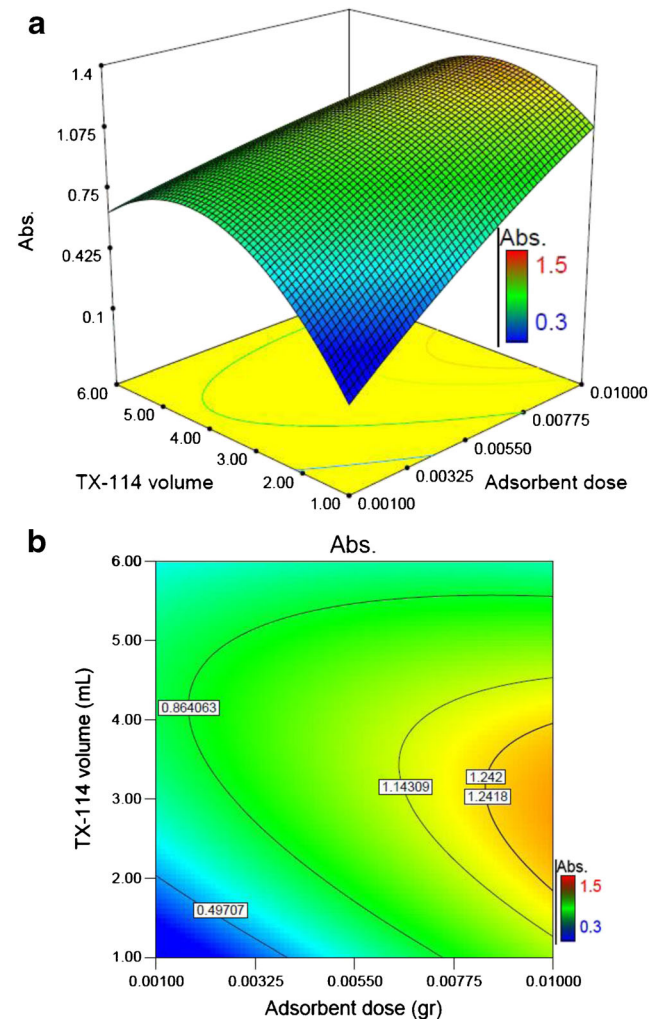 a
1.4
1.075
0.75
0.425
0.1
Abs.
Abs.
1.5
0.3
6.00
5.00
4.00
3.00
2.00
1.00
TX-114 volume
0.01000
0.00775
0.00550
0.00325
0.00100
Adsorbent dose
b
Abs.
6.00
5.00
4.00
3.00
2.00
1.00
TX-114 volume (mL)
0.864063
1.14309
1.242
1.2418
0.49707
Abs.
1.5
0.3
0.00100 0.00325 0.00550 0.00775 0.01000
Adsorbent dose (gr)